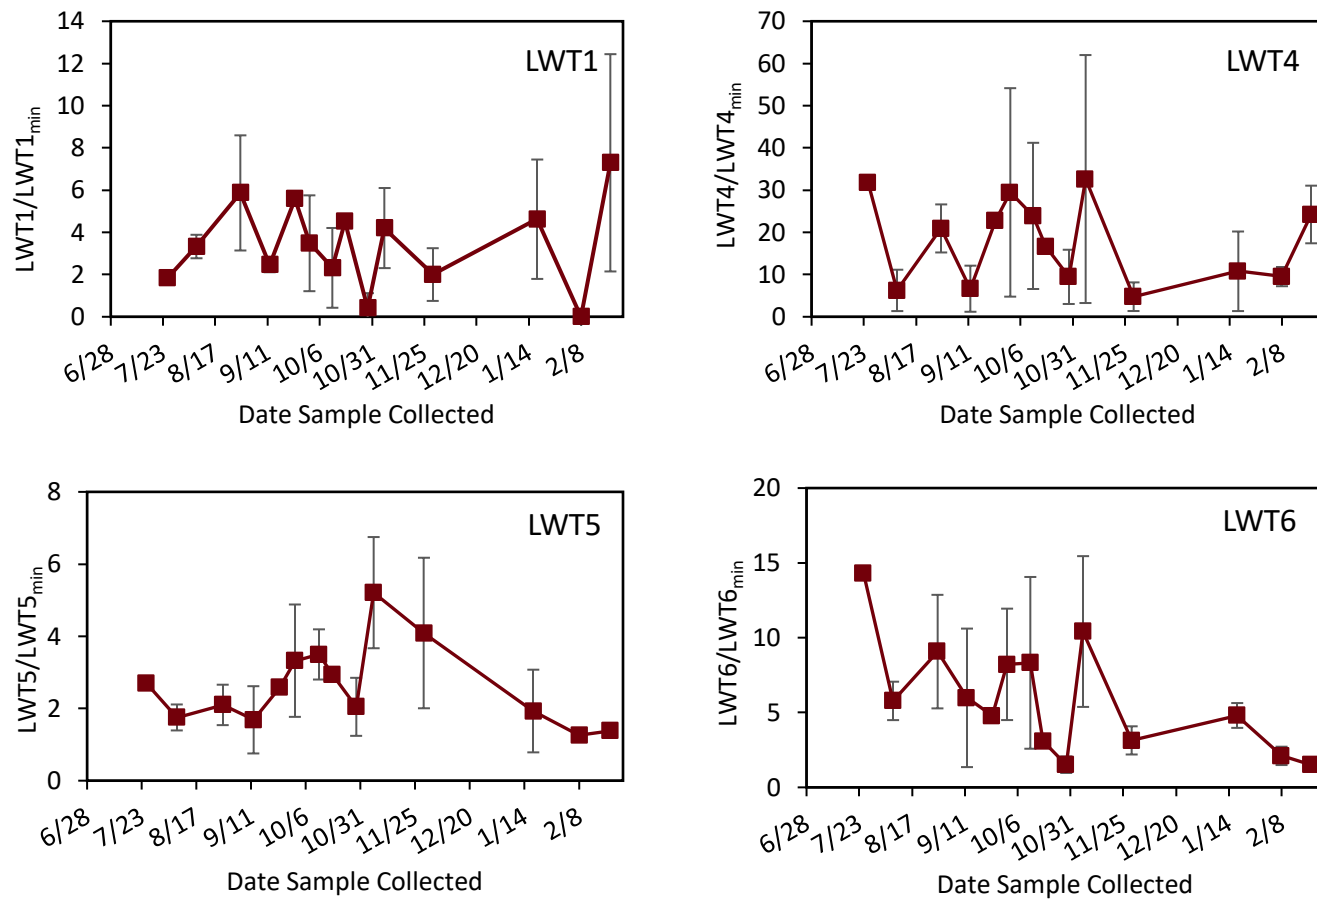 LWT1
LWT1/LWT1min
14
12
10
8
6
4
2
0
6/28 7/23 8/17 9/11 10/6 10/31 11/25 12/20 1/14 2/8
Date Sample Collected
LWT4
LWT4/LWT4min
70
60
50
40
30
20
10
0
6/28 7/23 8/17 9/11 10/6 10/31 11/25 12/20 1/14 2/8
Date Sample Collected
LWT5
LWT5/LWT5min
8
6
4
2
0
6/28 7/23 8/17 9/11 10/6 10/31 11/25 12/20 1/14 2/8
Date Sample Collected
LWT6
LWT6/LWT6min
20
15
10
5
0
6/28 7/23 8/17 9/11 10/6 10/31 11/25 12/20 1/14 2/8
Date Sample Collected